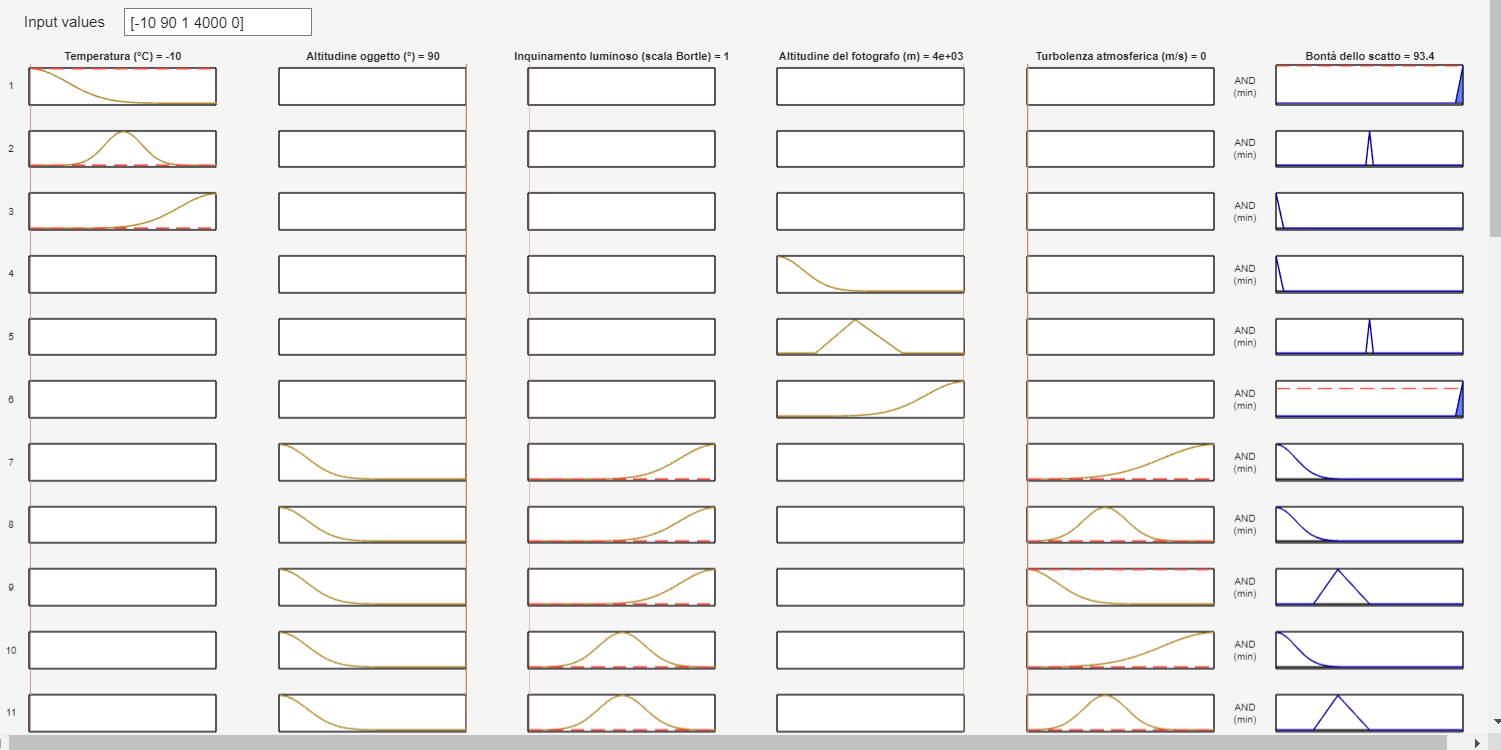 Input values [-10 90 1 4000 0]
Temperatura (°C) = -10 Altitudine oggetto (°) = 90 Inquinamento luminoso (scala Bortle) = 1 Altitudine del fotografo (m) = 4e+03 Turbolenza atmosferica (m/s) = 0 Bontà dello scatto = 93.4
1 AND
(min)
2 AND
(min)
3 AND
(min)
4 AND
(min)
5 AND
(min)
6 AND
(min)
7 AND
(min)
8 AND
(min)
9 AND
(min)
10 AND
(min)
11 AND
(min)